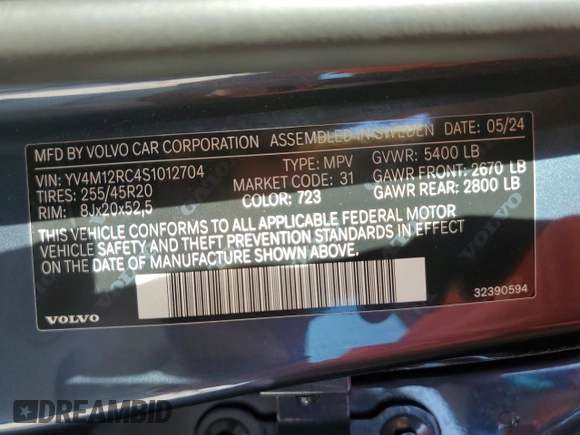 MFD BY VOLVO CAR CORPORATION ASSEMBLED IN SWEDEN DATE: 05/24
VIN: YV4M12RC4S1012704 TYPE: MPV GVWR: 5400 LB
TIRES: 255/45R20 MARKET CODE: 31 GAWR FRONT: 2670 LB
RIM: 8Jx20x52,5 COLOR: 723 GAWR REAR: 2800 LB
THIS VEHICLE CONFORMS TO ALL APPLICABLE FEDERAL MOTOR
VEHICLE SAFETY AND THEFT PREVENTION STANDARDS IN EFFECT
ON THE DATE OF MANUFACTURE SHOWN ABOVE.
VOLVO
32390594
DREAMBID